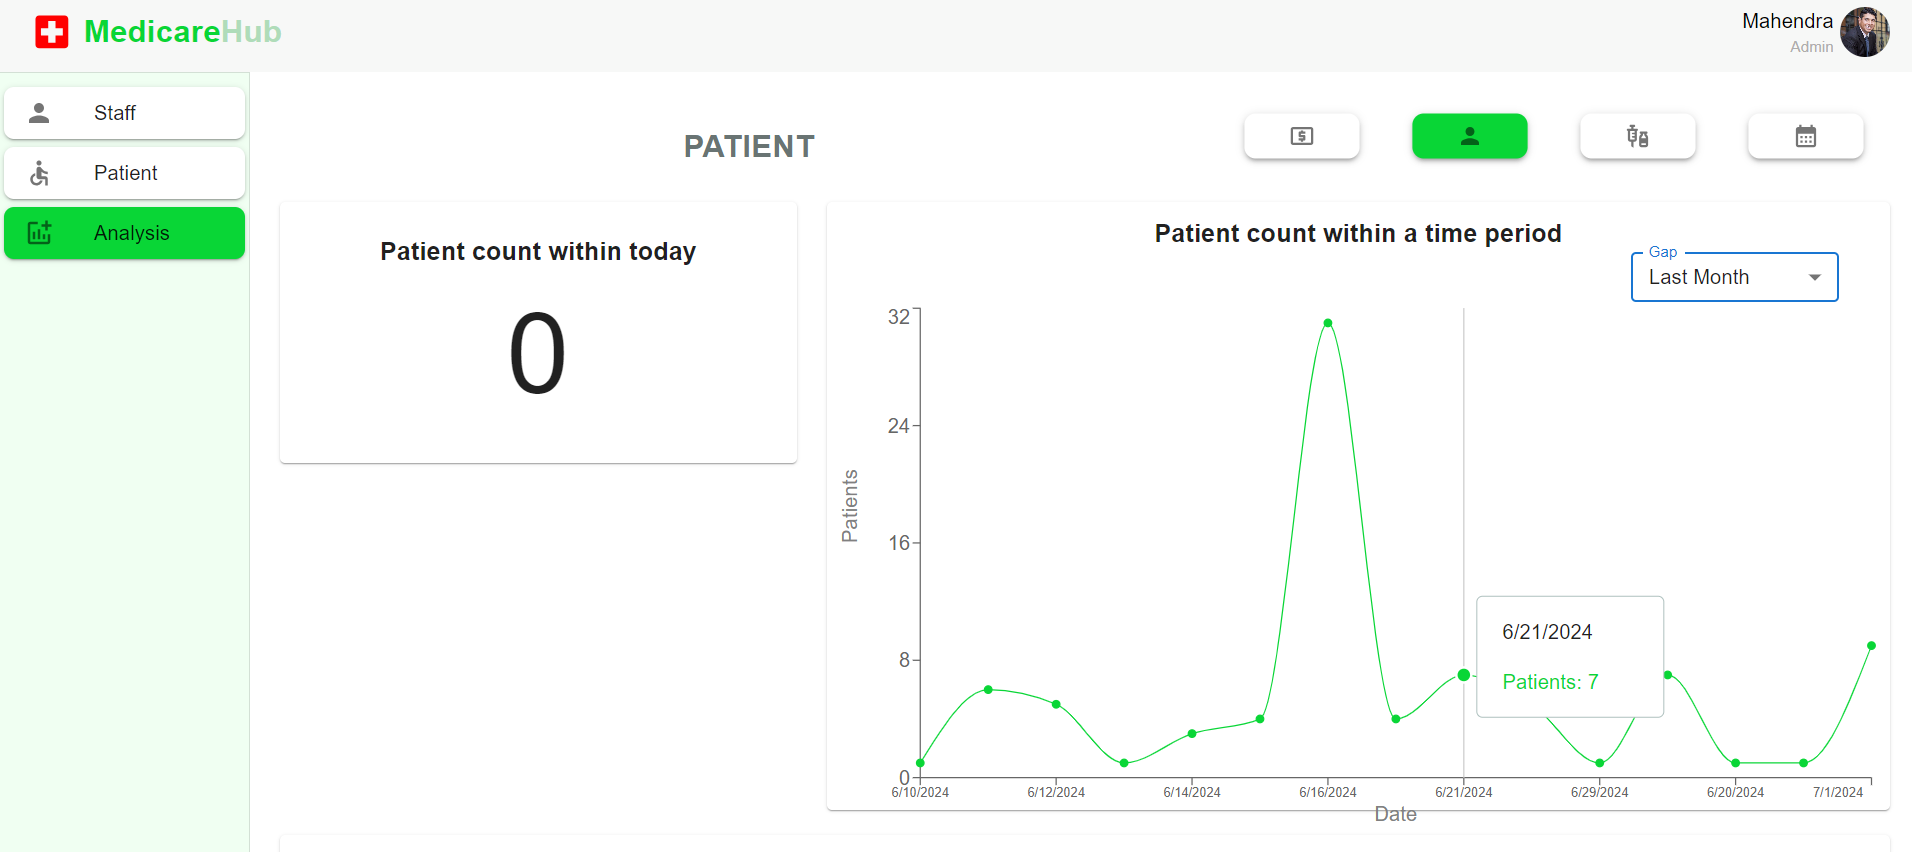 MedicareHub
Mahendra
Admin
Staff
Patient
Analysis
PATIENT
Patient count within today
0
Patient count within a time period
Gap
Last Month
32
24
16
8
0
Patients
6/21/2024
Patients: 7
6/10/2024 6/12/2024 6/14/2024 6/16/2024 6/21/2024 6/29/2024 6/20/2024 7/1/2024
Date